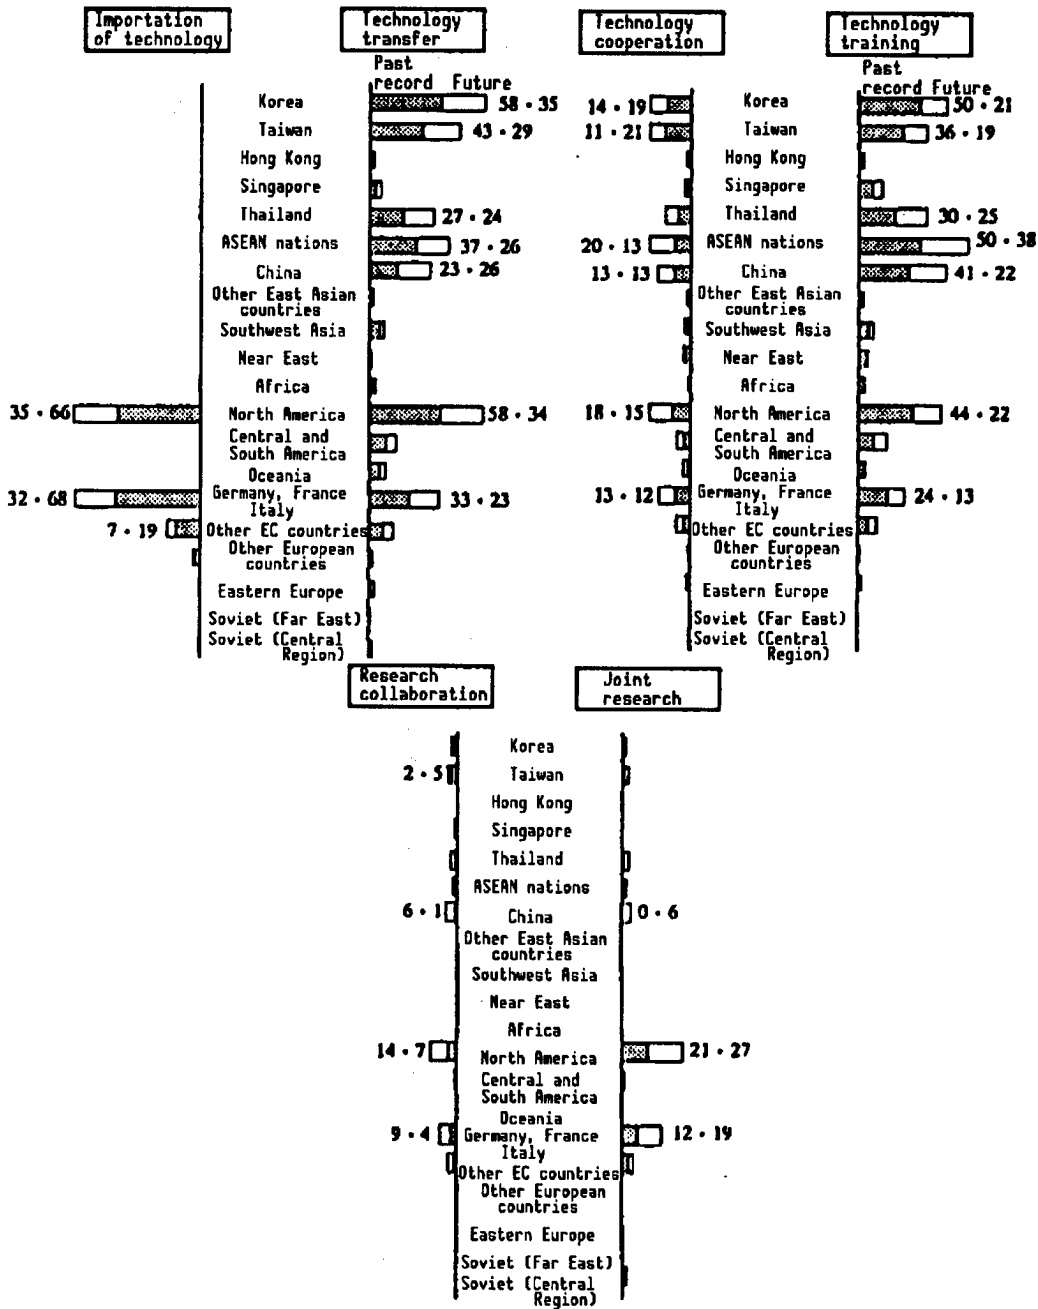 Importation
of technology
Technology
transfer
Technology
cooperation
Technology
training
Past
record Future
Past
record Future
Korea
58 · 35
14 · 19
Korea
50 · 21
Taiwan
43 · 29
11 · 21
Taiwan
36 · 19
Hong Kong
Hong Kong
Singapore
Singapore
Thailand
27 · 24
Thailand
30 · 25
ASEAN nations
37 · 26
20 · 13
ASEAN nations
50 · 38
China
23 · 26
13 · 13
China
41 · 22
Other East Asian
countries
Other East Asian
countries
Southwest Asia
Southwest Asia
Near East
Near East
Africa
Africa
35 · 66
North America
58 · 34
18 · 15
North America
44 · 22
Central and
South America
Central and
South America
Oceania
Oceania
32 · 68
Germany, France
Italy
33 · 23
13 · 12
Germany, France
Italy
24 · 13
7 · 19
Other EC countries
Other EC countries
Other European
countries
Other European
countries
Eastern Europe
Eastern Europe
Soviet (Far East)
Soviet (Far East)
Soviet (Central
Region)
Soviet (Central
Region)
Research
collaboration
Joint
research
Korea
2 · 5
Taiwan
Hong Kong
Singapore
Thailand
ASEAN nations
6 · 1
China
0 · 6
Other East Asian
countries
Southwest Asia
Near East
Africa
14 · 7
North America
21 · 27
Central and
South America
Oceania
9 · 4
Germany, France
Italy
12 · 19
Other EC countries
Other European
countries
Eastern Europe
Soviet (Far East)
Soviet (Central
Region)